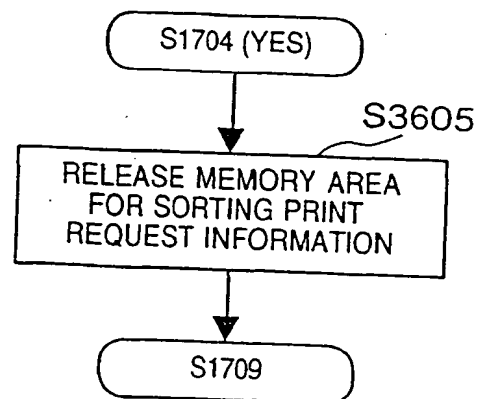 S1704 (YES)
S3605
RELEASE MEMORY AREA
FOR SORTING PRINT
REQUEST INFORMATION
S1709